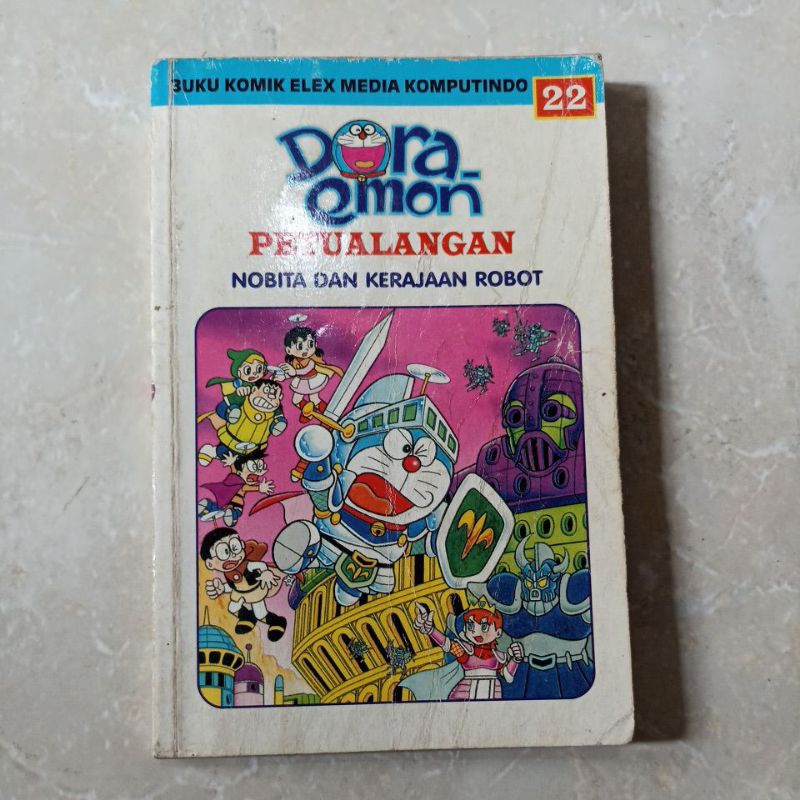 BUKU KOMIK ELEX MEDIA KOMPUTINDO
22
Dora
emon
PETUALANGAN
NOBITA DAN KERAJAAN ROBOT